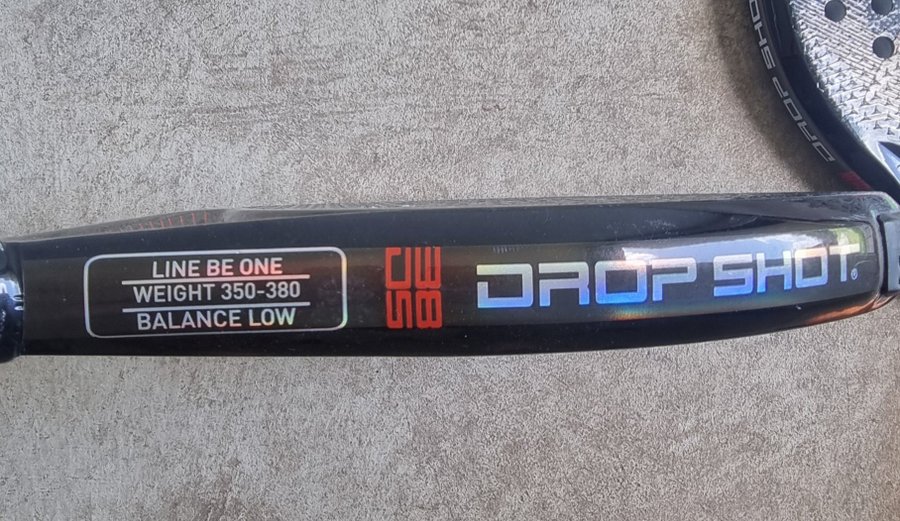 LINE BE ONE
WEIGHT 350-380
BALANCE LOW
DROP SHOT®
DROP SHOT